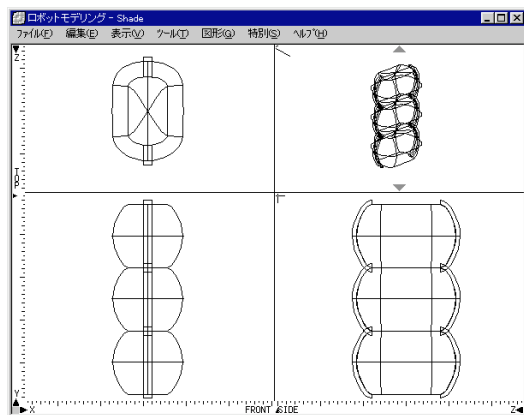 ロボットモデリング - Shade
ファイル(F) 編集(E) 表示(V) ツール(T) 図形(G) 特別(S) ヘルプ(H)
Z
TOP
Y
X
FRONT
SIDE
Z